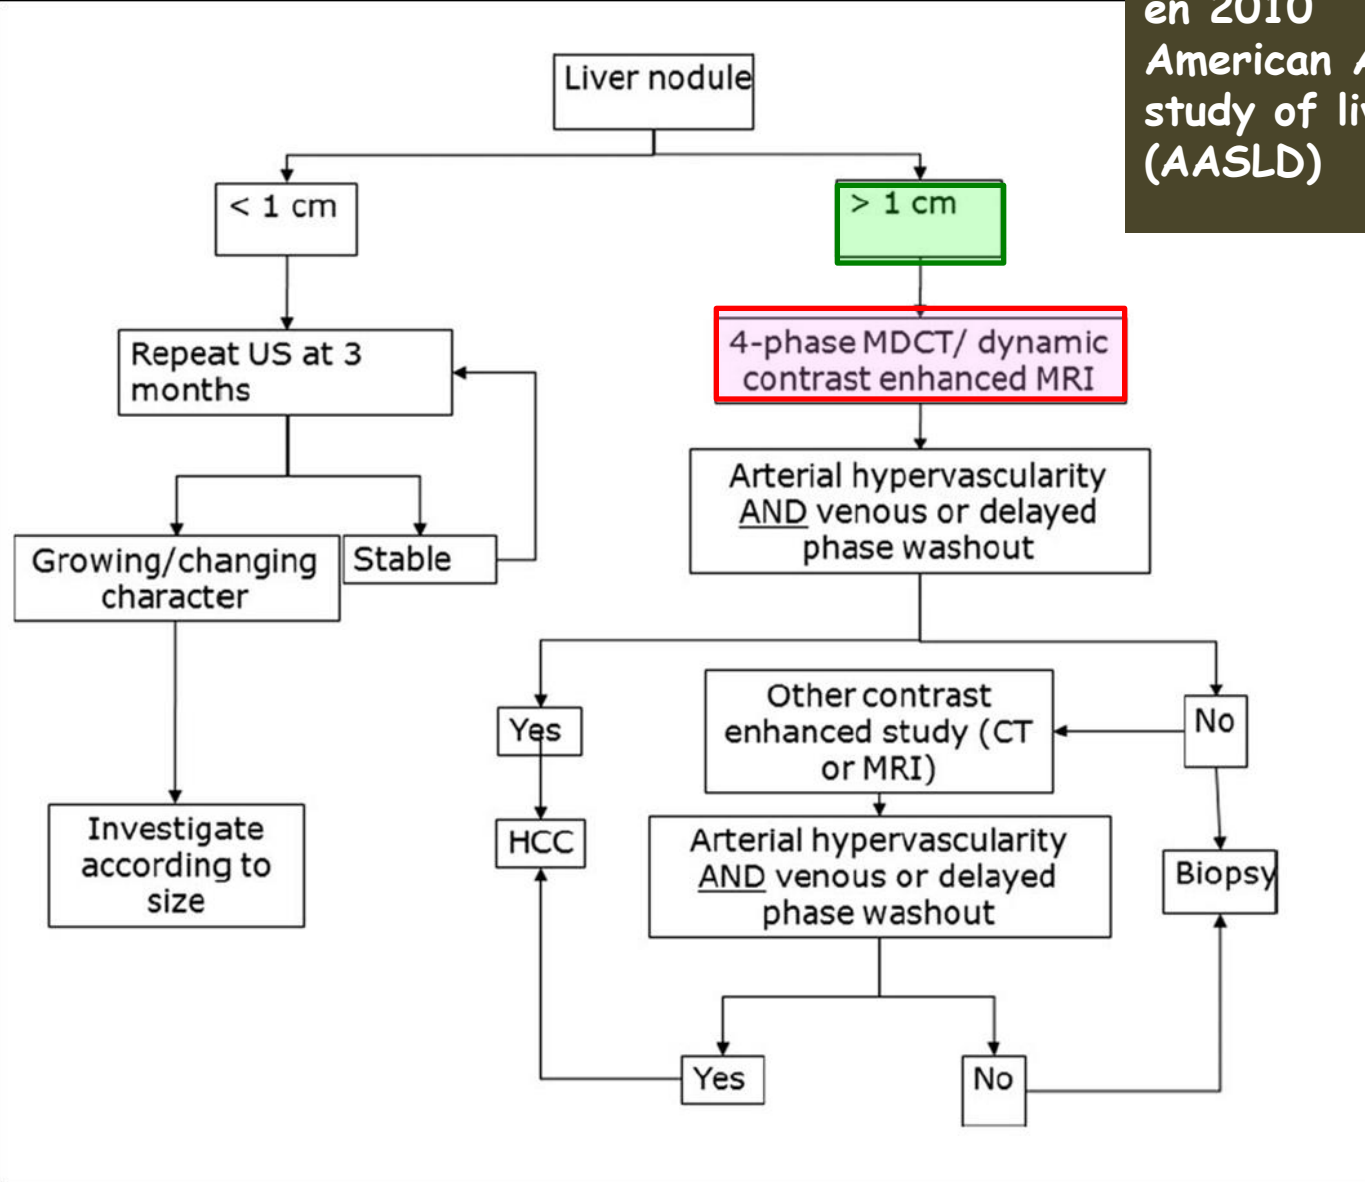 en 2010
American
study of
(AASLD)
Liver nodule
< 1 cm
> 1 cm
Repeat US at 3
months
4-phase MDCT/ dynamic
contrast enhanced MRI
Arterial hypervascularity
AND venous or delayed
phase washout
Growing/changing
character
Stable
Other contrast
enhanced study (CT
or MRI)
Yes
No
Investigate
according to
size
HCC
Arterial hypervascularity
AND venous or delayed
phase washout
Biopsy
Yes
No